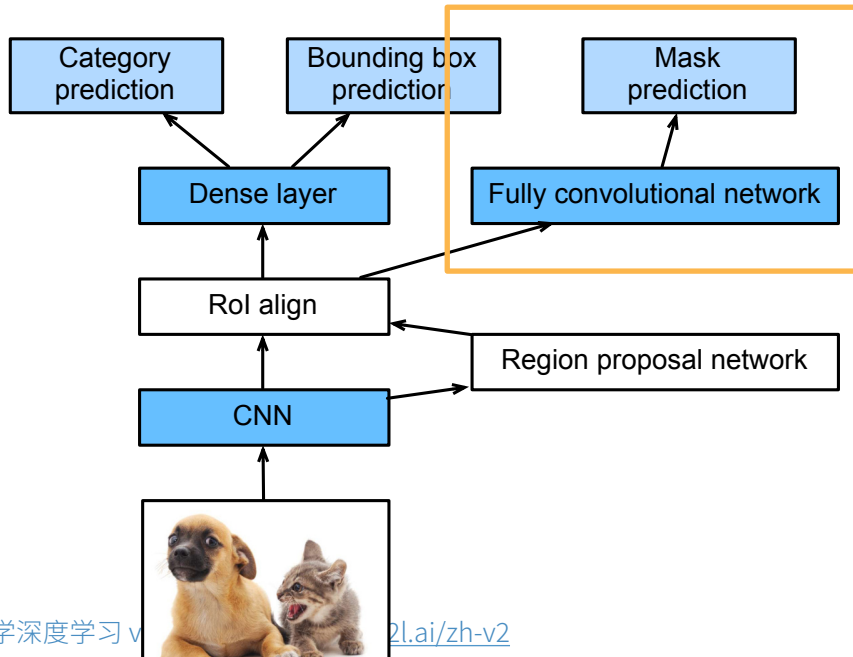 Category
prediction
Bounding box
prediction
Mask
prediction
Dense layer
Fully convolutional network
RoI align
Region proposal network
CNN
学深度学习 v
2l.ai/zh-v2